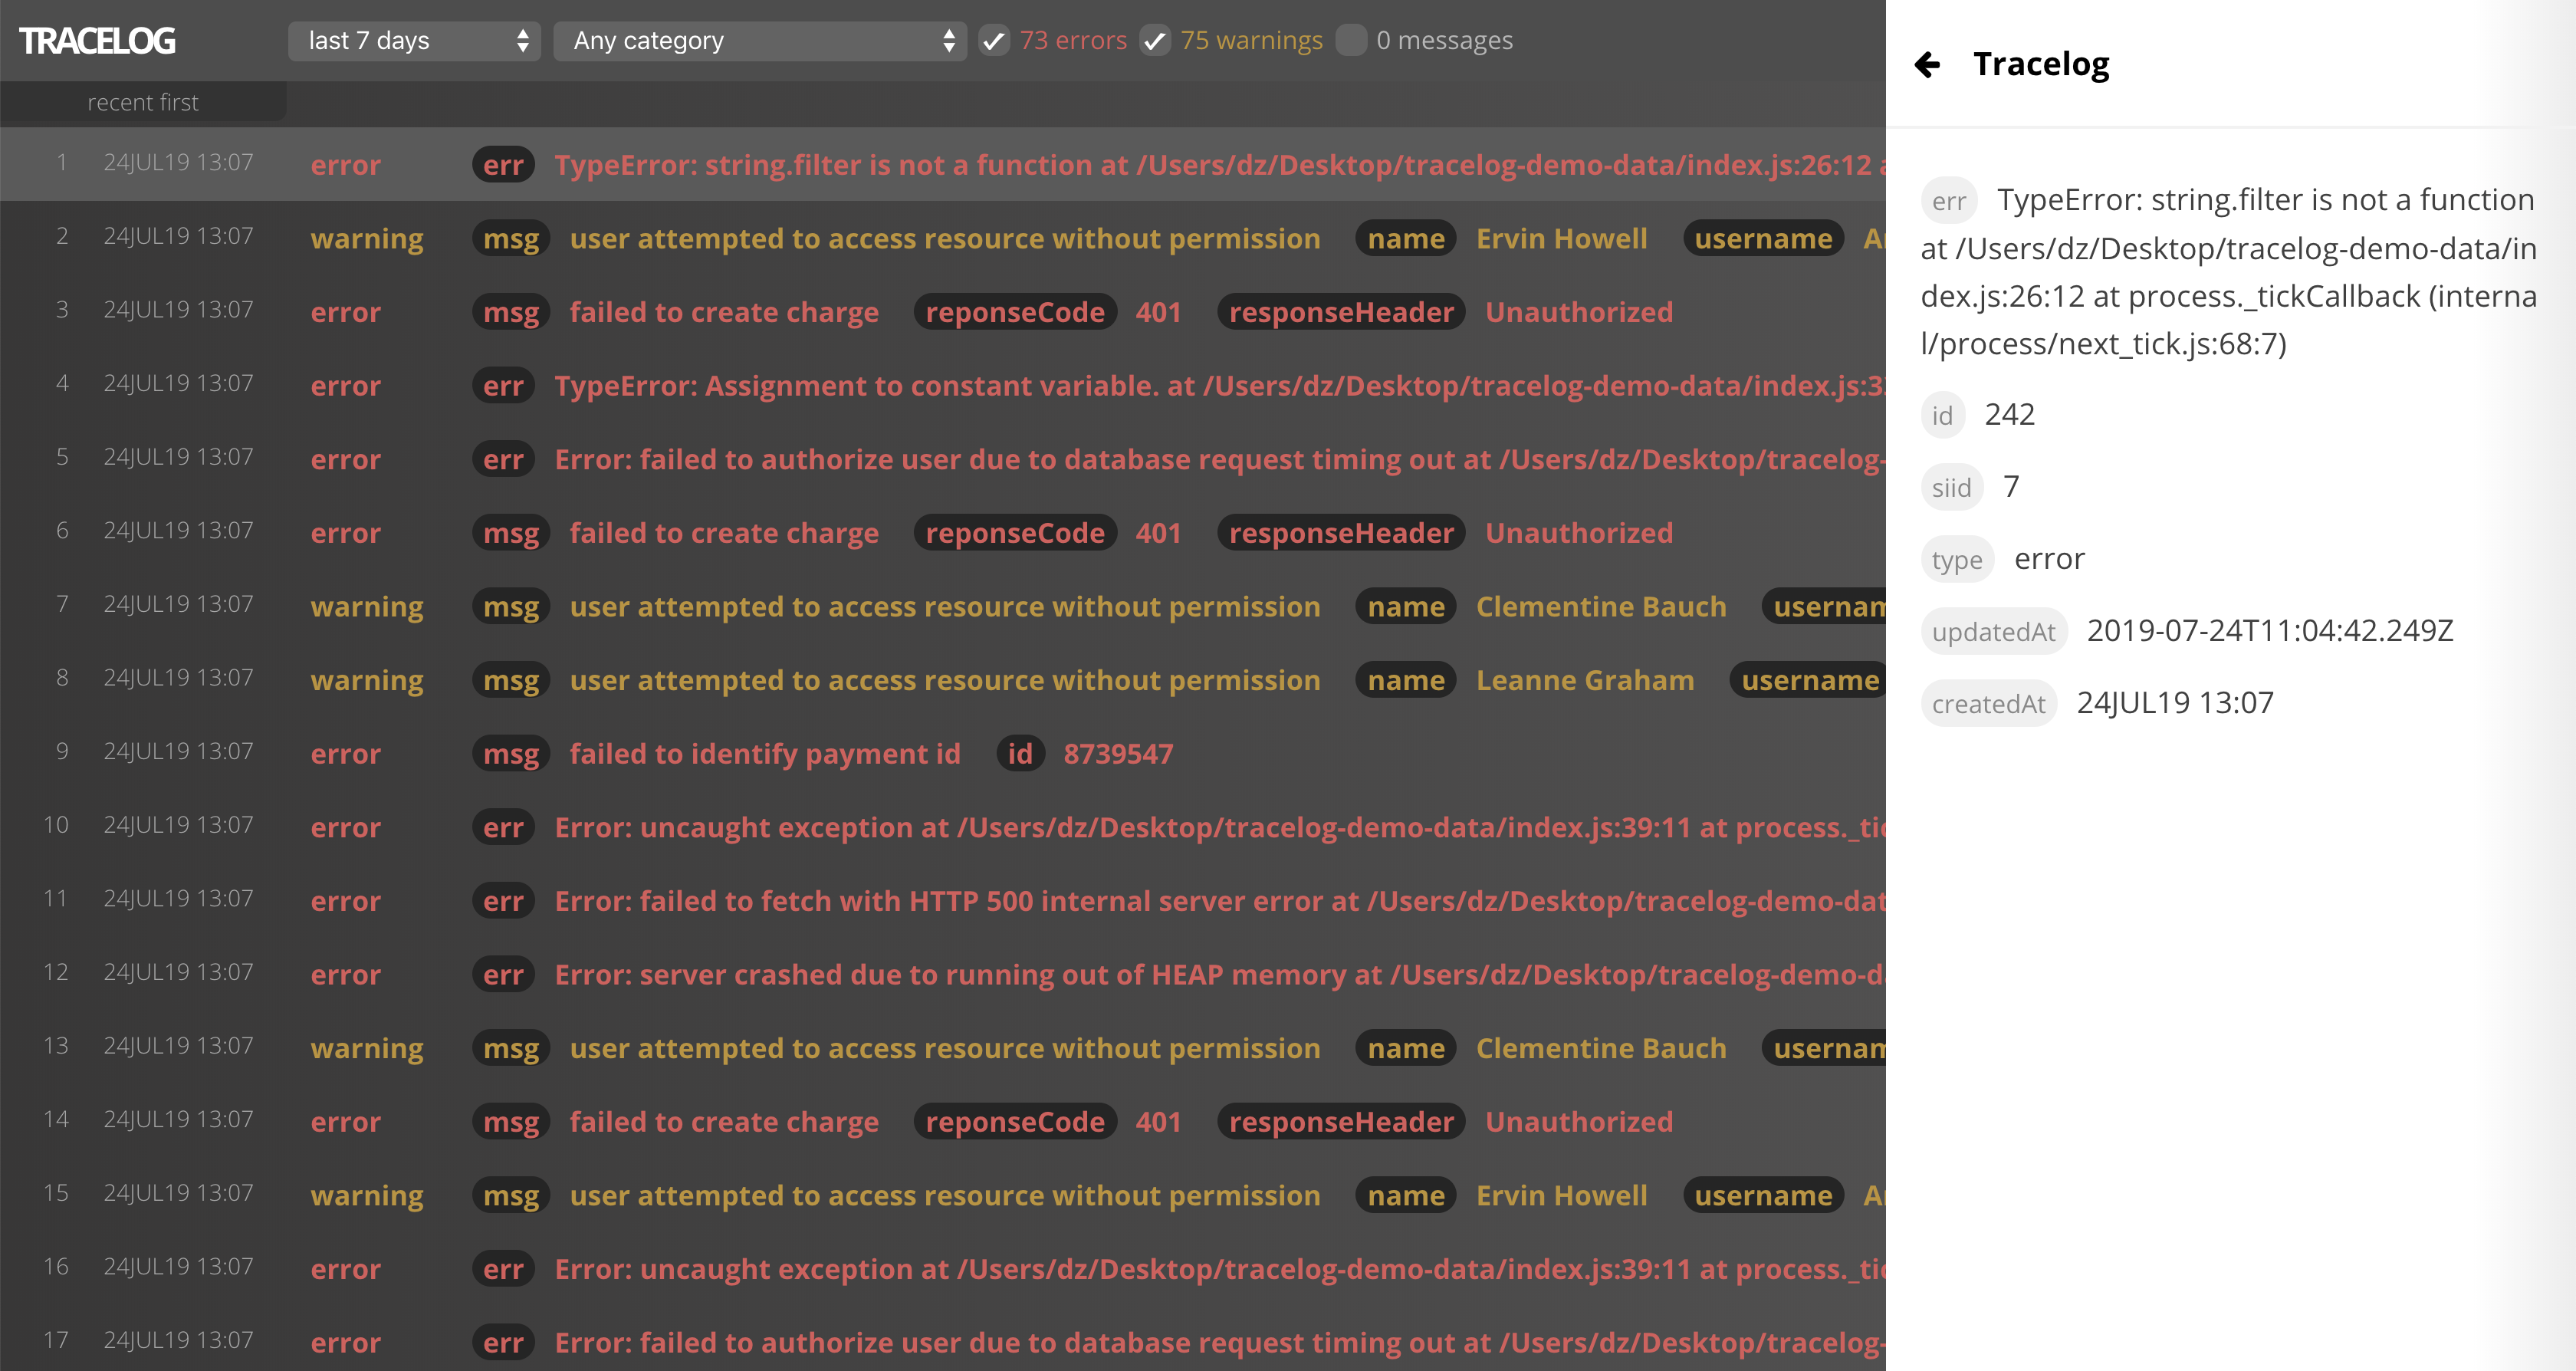 TRACELOG last 7 days Any category 73 errors 75 warnings 0 messages
recent first
1 24JUL19 13:07 error err TypeError: string.filter is not a function at /Users/dz/Desktop/tracelog-demo-data/index.js:26:12
2 24JUL19 13:07 warning msg user attempted to access resource without permission name Ervin Howell username
3 24JUL19 13:07 error msg failed to create charge reponseCode 401 responseHeader Unauthorized
4 24JUL19 13:07 error err TypeError: Assignment to constant variable. at /Users/dz/Desktop/tracelog-demo-data/index.js:3
5 24JUL19 13:07 error err Error: failed to authorize user due to database request timing out at /Users/dz/Desktop/tracelog-
6 24JUL19 13:07 error msg failed to create charge reponseCode 401 responseHeader Unauthorized
7 24JUL19 13:07 warning msg user attempted to access resource without permission name Clementine Bauch usernam
8 24JUL19 13:07 warning msg user attempted to access resource without permission name Leanne Graham username
9 24JUL19 13:07 error msg failed to identify payment id id 8739547
10 24JUL19 13:07 error err Error: uncaught exception at /Users/dz/Desktop/tracelog-demo-data/index.js:39:11 at process._tic
11 24JUL19 13:07 error err Error: failed to fetch with HTTP 500 internal server error at /Users/dz/Desktop/tracelog-demo-dat
12 24JUL19 13:07 error err Error: server crashed due to running out of HEAP memory at /Users/dz/Desktop/tracelog-demo-d
13 24JUL19 13:07 warning msg user attempted to access resource without permission name Clementine Bauch usernam
14 24JUL19 13:07 error msg failed to create charge reponseCode 401 responseHeader Unauthorized
15 24JUL19 13:07 warning msg user attempted to access resource without permission name Ervin Howell username
16 24JUL19 13:07 error err Error: uncaught exception at /Users/dz/Desktop/tracelog-demo-data/index.js:39:11 at process._tic
17 24JUL19 13:07 error err Error: failed to authorize user due to database request timing out at /Users/dz/Desktop/tracelog-
Tracelog
err TypeError: string.filter is not a function
at /Users/dz/Desktop/tracelog-demo-data/in
dex.js:26:12 at process._tickCallback (interna
l/process/next_tick.js:68:7)
id 242
siid 7
type error
updatedAt 2019-07-24T11:04:42.249Z
createdAt 24JUL19 13:07